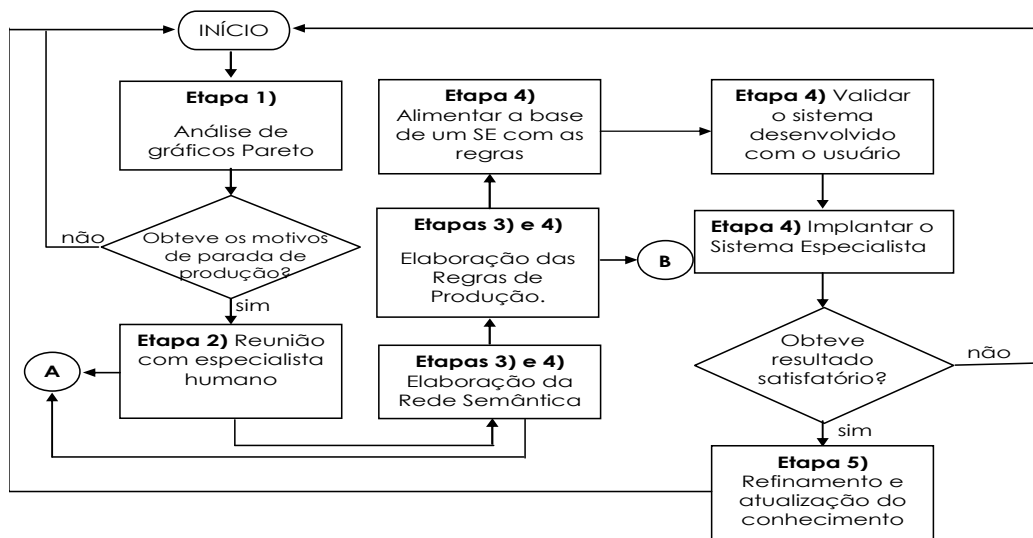 INÍCIO
Etapa 1)
Análise de
gráficos Pareto
não
Obteve os motivos
de parada de
produção?
sim
Etapa 2) Reunião
com especialista
humano
A
Etapa 4)
Alimentar a base
de um SE com as
regras
Etapas 3) e 4)
Elaboração das
Regras de
Produção.
B
Etapas 3) e 4)
Elaboração da
Rede Semântica
Etapa 4) Validar
o sistema
desenvolvido
com o usuário
Etapa 4) Implantar o
Sistema Especialista
Obteve
resultado
satisfatório?
não
sim
Etapa 5)
Refinamento e
atualização do
conhecimento